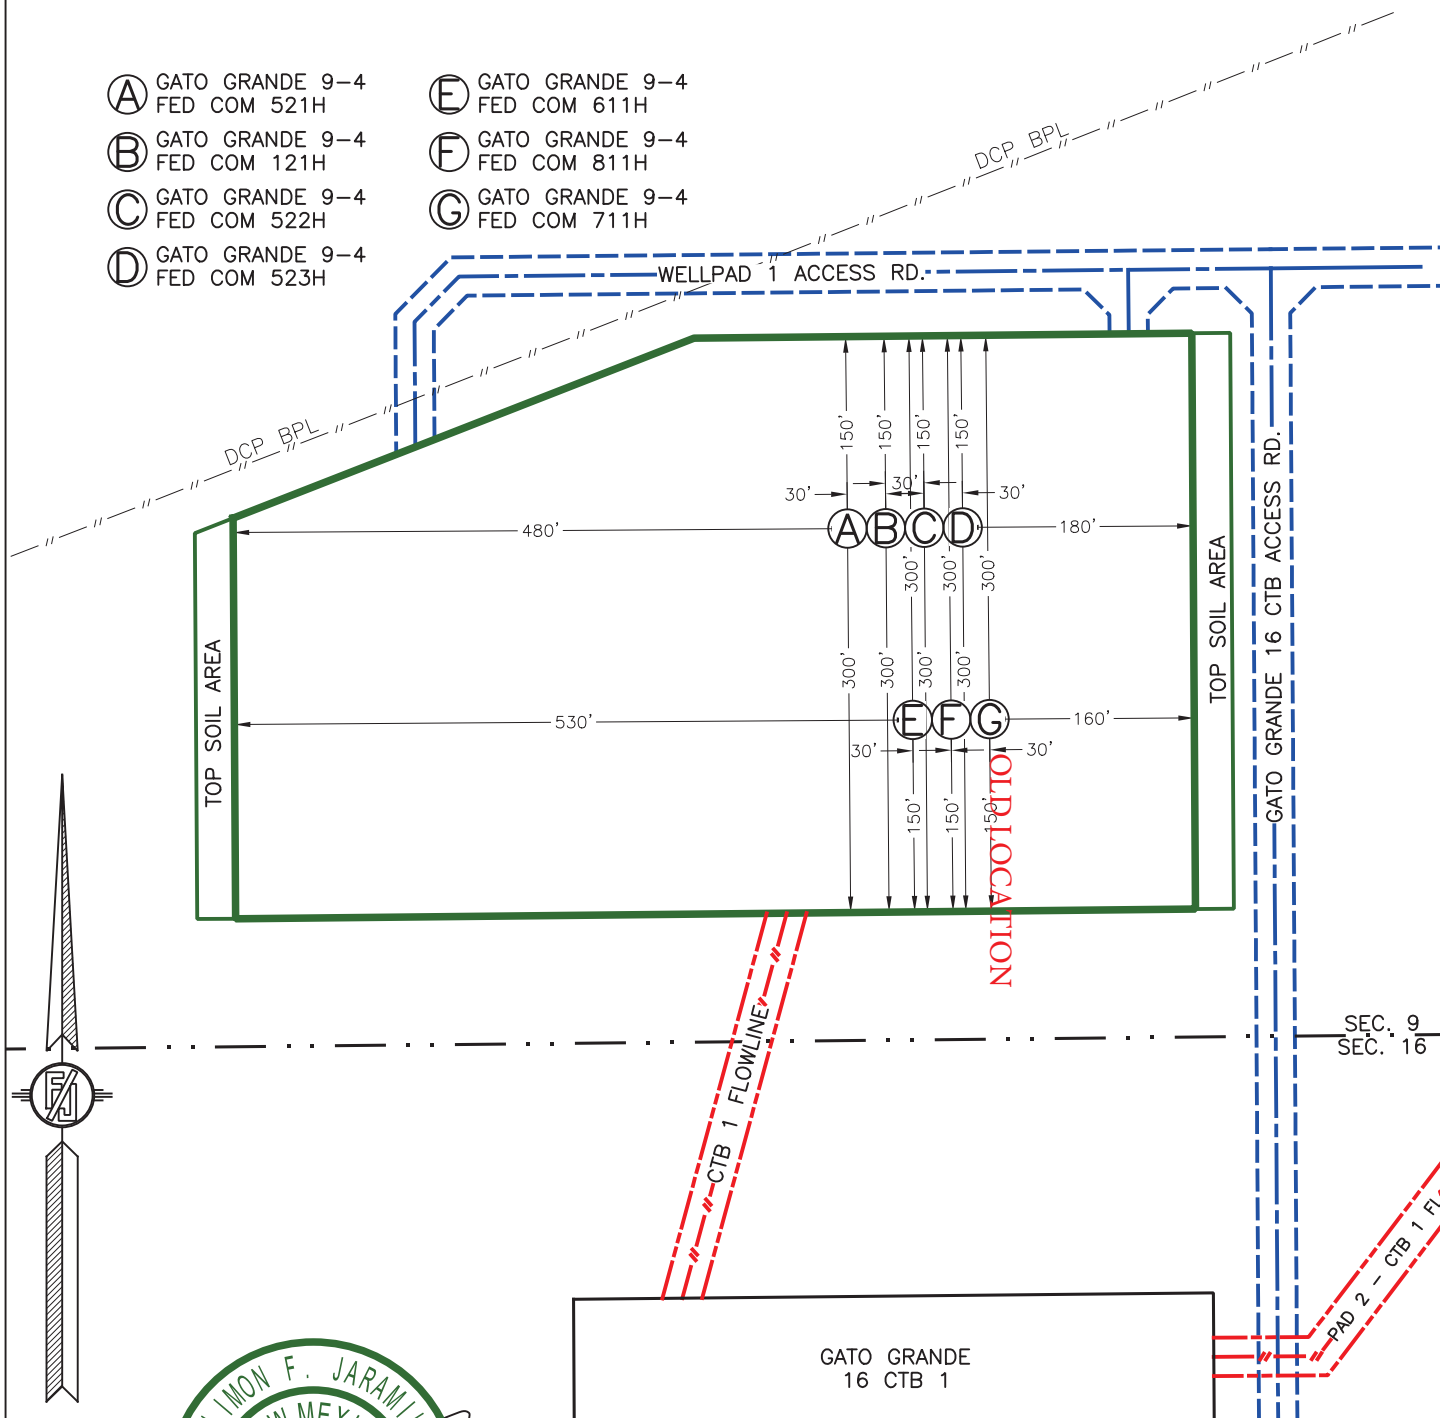 A GATO GRANDE 9-4
FED COM 521H
B GATO GRANDE 9-4
FED COM 121H
C GATO GRANDE 9-4
FED COM 522H
D GATO GRANDE 9-4
FED COM 523H
E GATO GRANDE 9-4
FED COM 611H
F GATO GRANDE 9-4
FED COM 811H
G GATO GRANDE 9-4
FED COM 711H
DCP BPL
WELLPAD 1 ACCESS RD.
DCP BPL
150' 150' 150' 150'
30' 30' 30'
480' A B C D 180'
300' 300' 300'
300' 300' 300' 300'
530' E F G 160'
30' 30'
150' 150' 150'
OLD LOCATION
TOP SOIL AREA
TOP SOIL AREA
GATO GRANDE 16 CTB ACCESS RD.
SEC. 9
SEC. 16
CTB 1 FLOWLINE
PAD 2 - CTB 1
GATO GRANDE
16 CTB 1
F. JARAMI